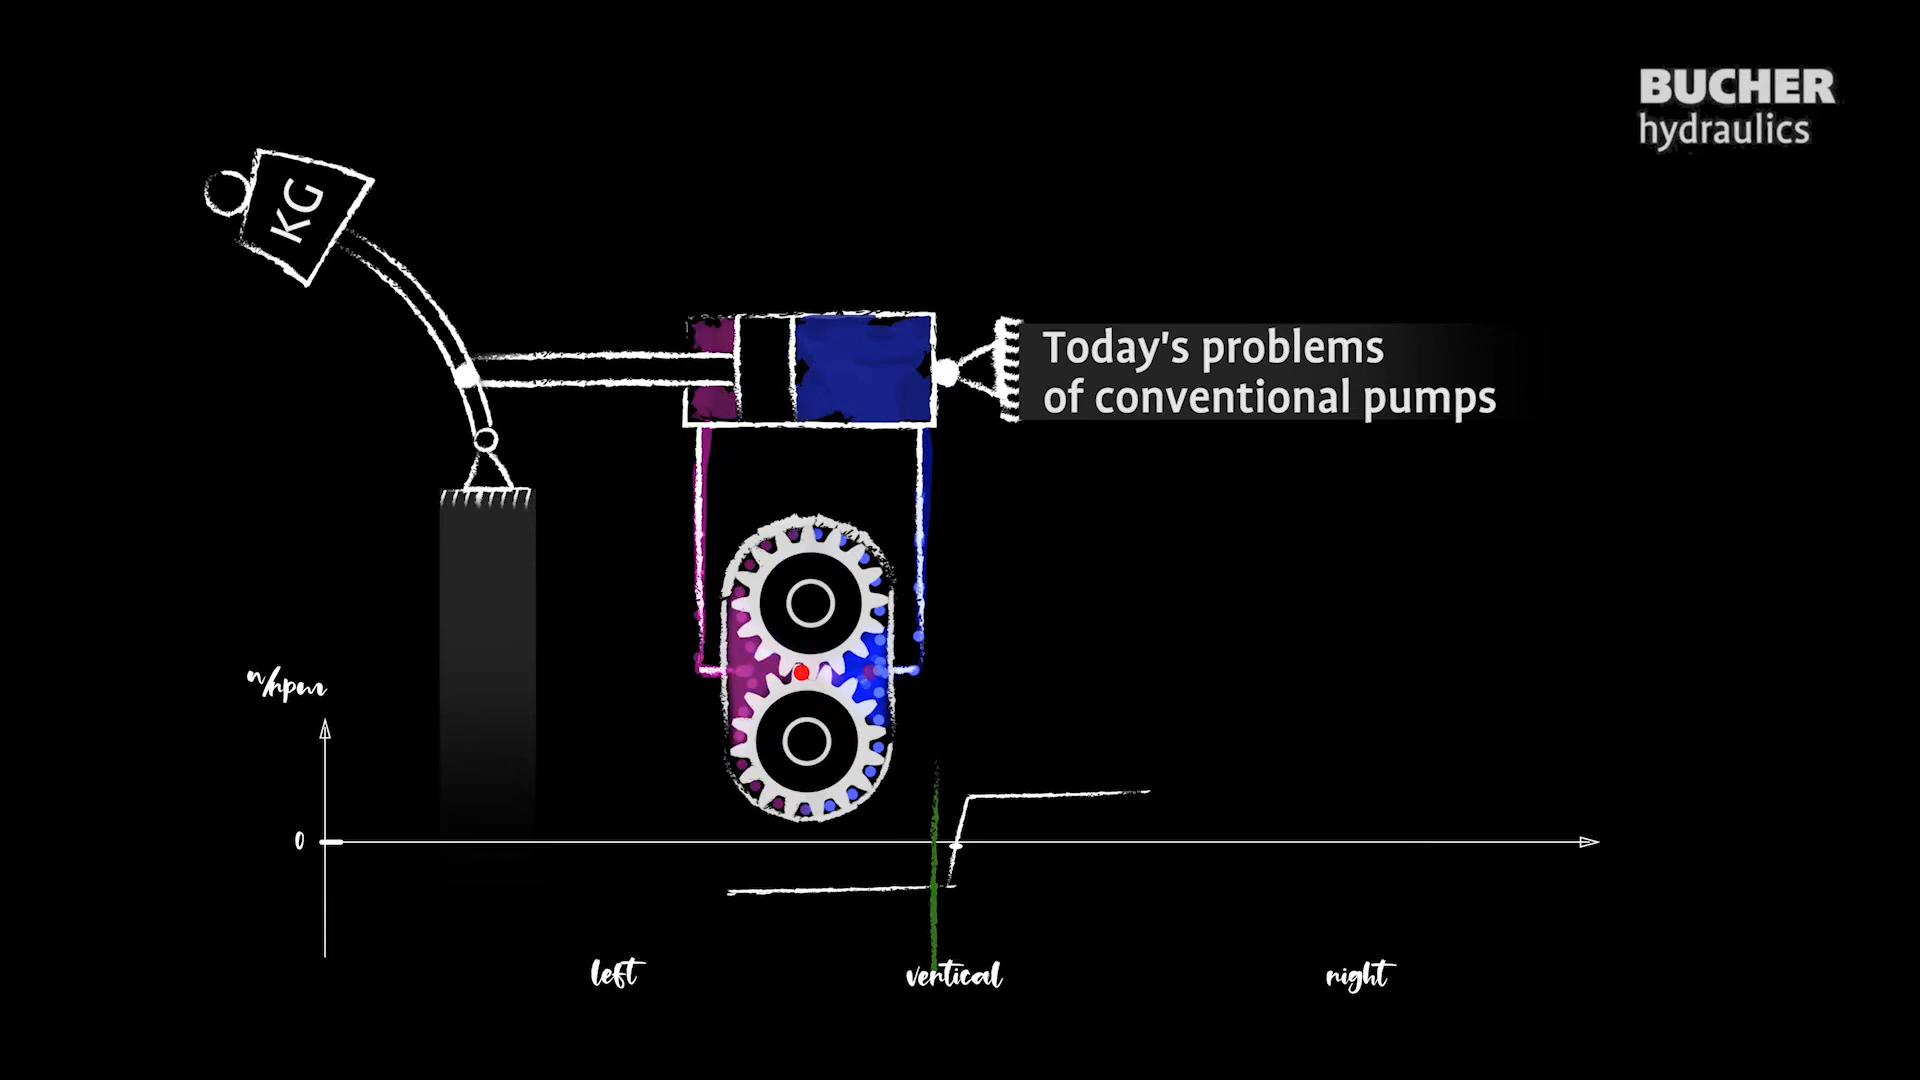 BUCHER
hydraulics
KG
Today's problems
of conventional pumps
0
left
vertical
right